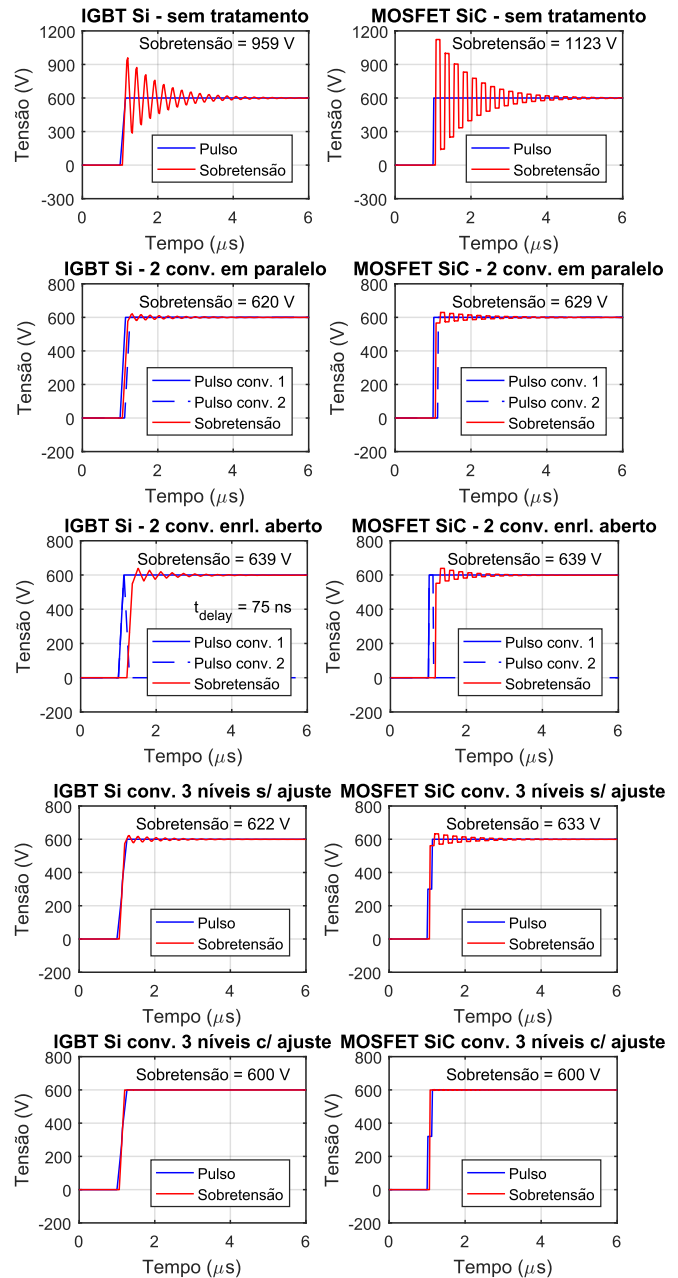 IGBT Si - sem tratamento
Sobretensão = 959 V
1200
900
600
300
0
-300
Tensão (V)
Pulso
Sobretensão
0 2 4 6
Tempo (μs)
MOSFET SiC - sem tratamento
Sobretensão = 1123 V
1200
900
600
300
0
-300
Tensão (V)
Pulso
Sobretensão
0 2 4 6
Tempo (μs)
IGBT Si - 2 conv. em paralelo
Sobretensão = 620 V
800
600
400
200
0
-200
Tensão (V)
Pulso conv. 1
Pulso conv. 2
Sobretensão
0 2 4 6
Tempo (μs)
MOSFET SiC - 2 conv. em paralelo
Sobretensão = 629 V
800
600
400
200
0
-200
Tensão (V)
Pulso conv. 1
Pulso conv. 2
Sobretensão
0 2 4 6
Tempo (μs)
IGBT Si - 2 conv. enrl. aberto
Sobretensão = 639 V
t_delay = 75 ns
800
600
400
200
0
-200
Tensão (V)
Pulso conv. 1
Pulso conv. 2
Sobretensão
0 2 4 6
Tempo (μs)
MOSFET SiC - 2 conv. enrl. aberto
Sobretensão = 639 V
800
600
400
200
0
-200
Tensão (V)
Pulso conv. 1
Pulso conv. 2
Sobretensão
0 2 4 6
Tempo (μs)
IGBT Si conv. 3 níveis s/ ajuste
Sobretensão = 622 V
800
600
400
200
0
-200
Tensão (V)
Pulso
Sobretensão
0 2 4 6
Tempo (μs)
MOSFET SiC conv. 3 níveis s/ ajuste
Sobretensão = 633 V
800
600
400
200
0
-200
Tensão (V)
Pulso
Sobretensão
0 2 4 6
Tempo (μs)
IGBT Si conv. 3 níveis c/ ajuste
Sobretensão = 600 V
800
600
400
200
0
-200
Tensão (V)
Pulso
Sobretensão
0 2 4 6
Tempo (μs)
MOSFET SiC conv. 3 níveis c/ ajuste
Sobretensão = 600 V
800
600
400
200
0
-200
Tensão (V)
Pulso
Sobretensão
0 2 4 6
Tempo (μs)